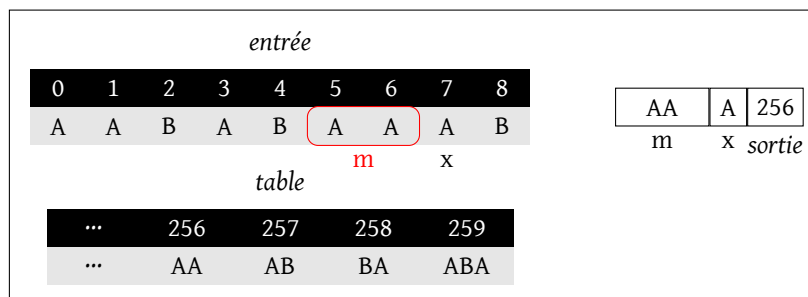 entrée
0 1 2 3 4 5 6 7 8
A A B A B A A A B
m x
AA A 256
m x sortie
table
... 256 257 258 259
... AA AB BA ABA